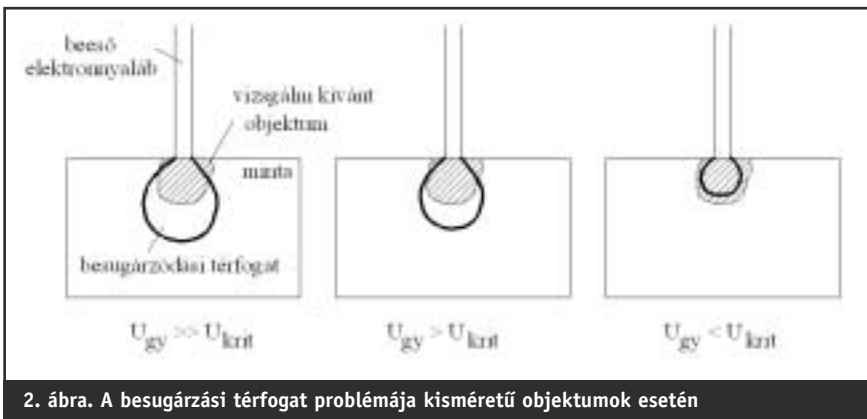 beeső
elektronnyaláb
vizsgálni kívánt
objektum
minta
besugárzódási térfogat
U_gy >> U_krit
U_gy > U_krit
U_gy < U_krit
2. ábra. A besugárzási térfogat problémája kisméretű objektumok esetén